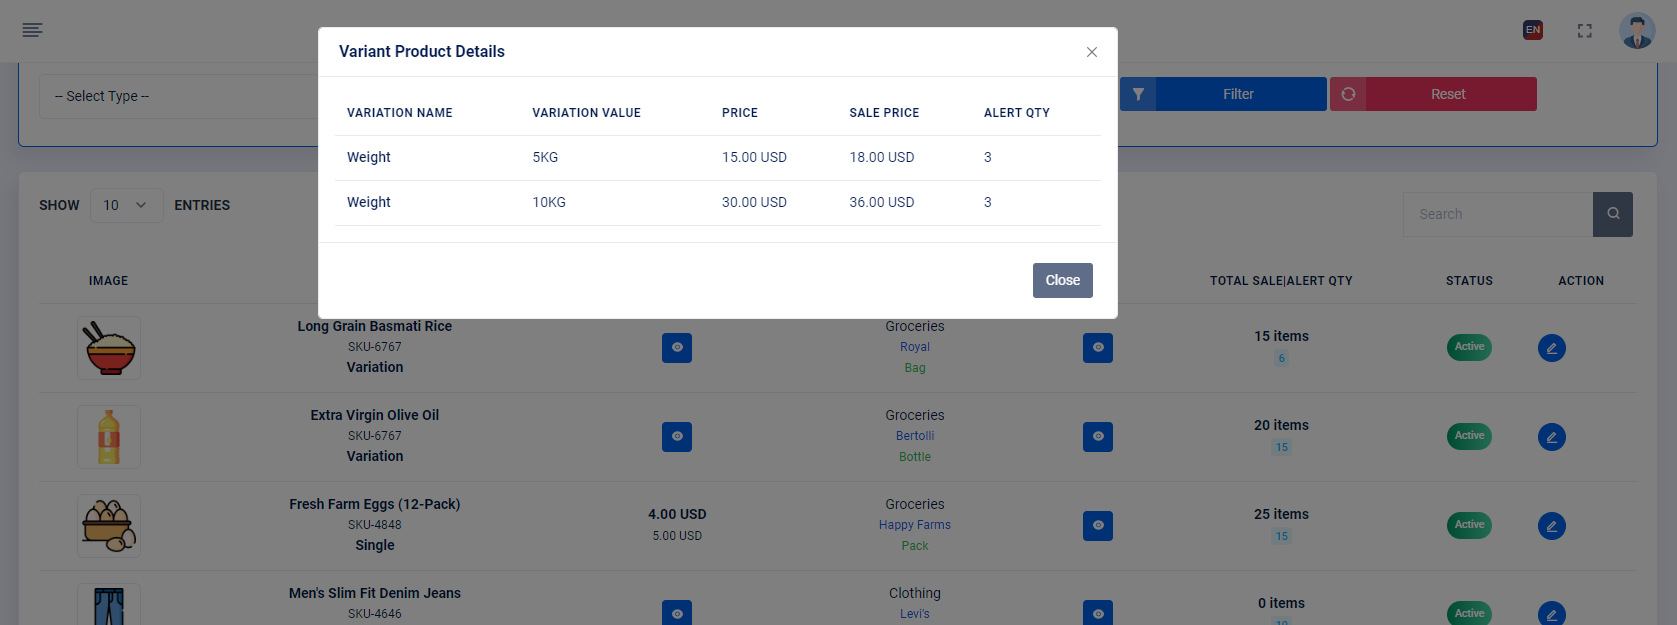 EN
Variant Product Details
-- Select Type --
Filter
Reset
VARIATION NAME VARIATION VALUE PRICE SALE PRICE ALERT QTY
Weight 5KG 15.00 USD 18.00 USD 3
Weight 10KG 30.00 USD 36.00 USD 3
Close
SHOW 10 ENTRIES
Search
IMAGE TOTAL SALE|ALERT QTY STATUS ACTION
Long Grain Basmati Rice Groceries
15 items
SKU-6767 Royal Active
6
Variation Bag
Extra Virgin Olive Oil Groceries
20 items
SKU-6767 Bertolli Active
15
Variation Bottle
Fresh Farm Eggs (12-Pack) Groceries
4.00 USD 25 items
SKU-4848 Happy Farms Active
5.00 USD 15
Single Pack
Men's Slim Fit Denim Jeans Clothing
0 items
SKU-4646 Levi's Active